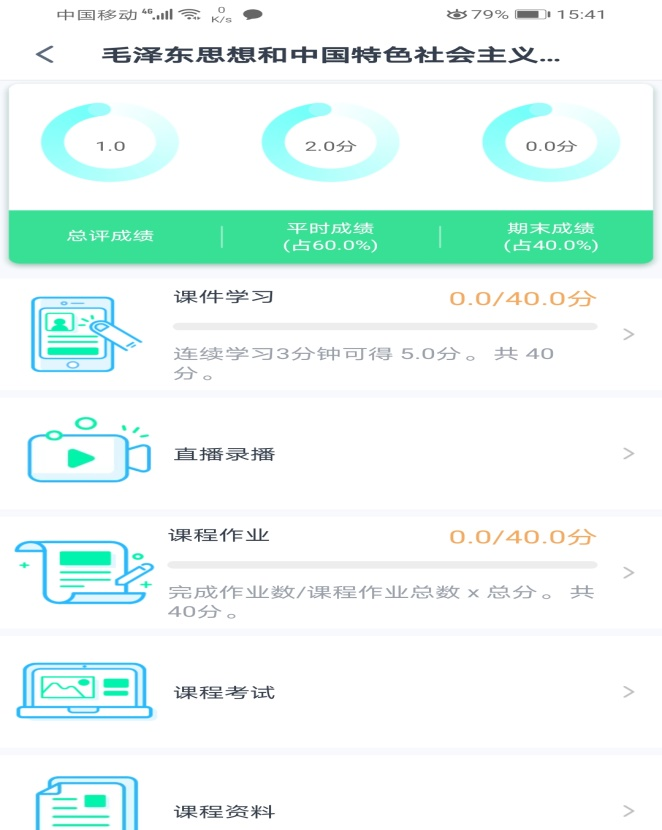 中国移动 4G 0 K/s 79% 15:41
毛泽东思想和中国特色社会主义...
1.0 2.0分 0.0分
总评成绩 平时成绩 期末成绩
(占60.0%) (占40.0%)
课件学习 0.0/40.0分
连续学习3分钟可得 5.0分。 共 40
分。
直播录播
课程作业 0.0/40.0分
完成作业数/课程作业总数 x 总分。 共
40分。
课程考试
课程资料